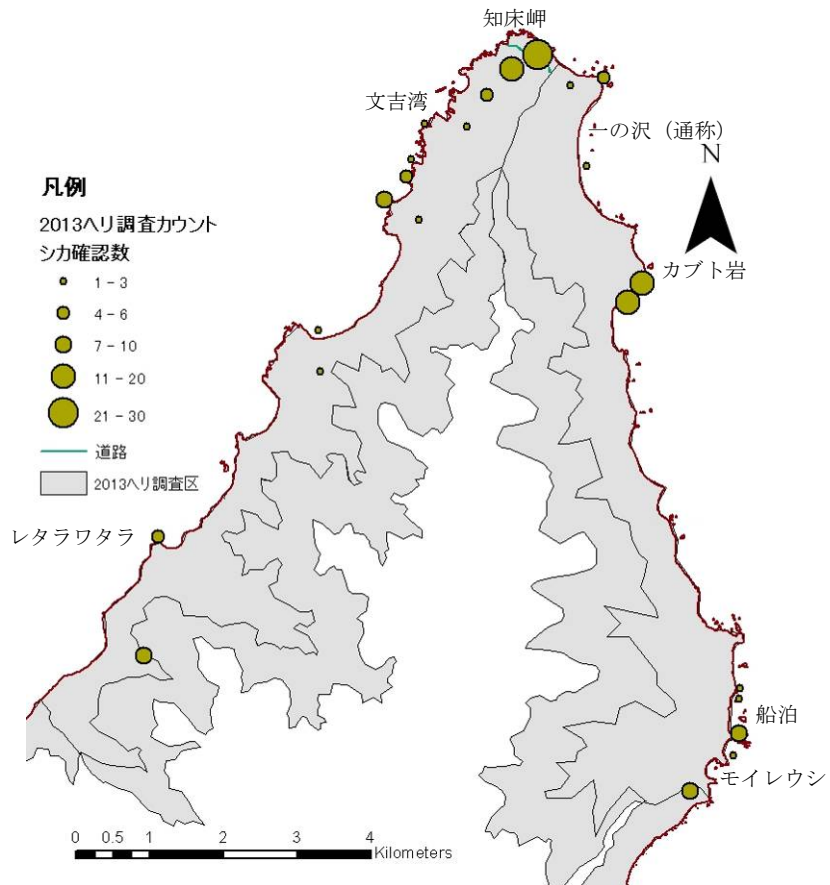 知床岬
文吉湾
一の沢（通称）
N
凡例
2013ヘリ調査カウント
シカ確認数
1 - 3
4 - 6
7 - 10
11 - 20
21 - 30
道路
2013ヘリ調査区
カブト岩
レタラワタラ
船泊
モイレウシ
0 0.5 1 2 3 4
Kilometers